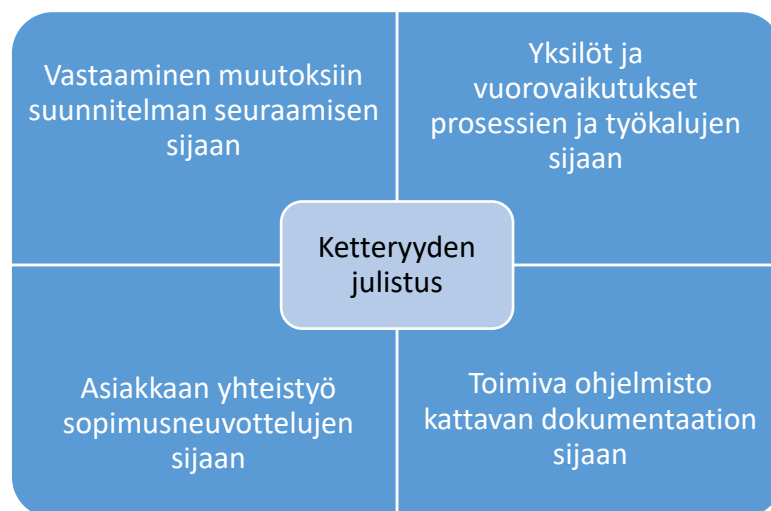 Vastaaminen muutoksiin
suunnitelman seuraamisen
sijaan
Yksilöt ja
vuorovaikutukset
prosessien ja työkalujen
sijaan
Ketteryyden
julistus
Asiakkaan yhteistyö
sopimusneuvottelujen
sijaan
Toimiva ohjelmisto
kattavan dokumentaation
sijaan